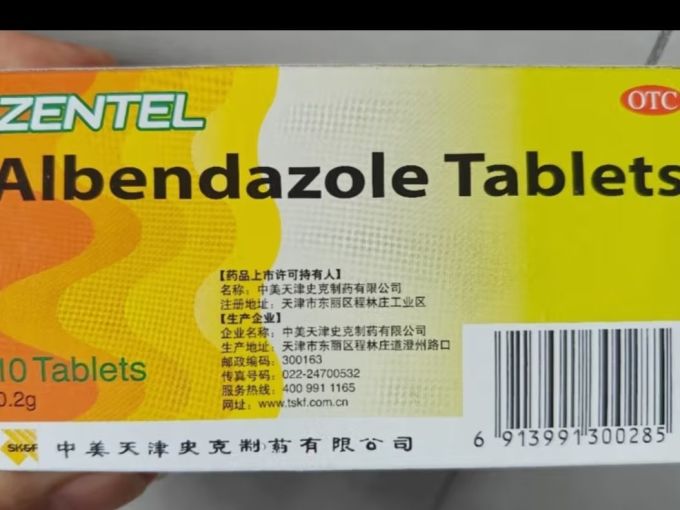 ZENTEL
OTC
Albendazole Tablets
【药品上市许可持有人】
名称：中美天津史克制药有限公司
注册地址：天津市东丽区程林庄工业区
【生产企业】
企业名称：中美天津史克制药有限公司
生产地址：天津市东丽区程林庄道澄州路口
邮政编码：300163
传真号码：022-24700532
服务热线：400 991 1165
网址：www.tskf.com.cn
10 Tablets
0.2g
SK&F
中美天津史克制药有限公司
6 913991 300285